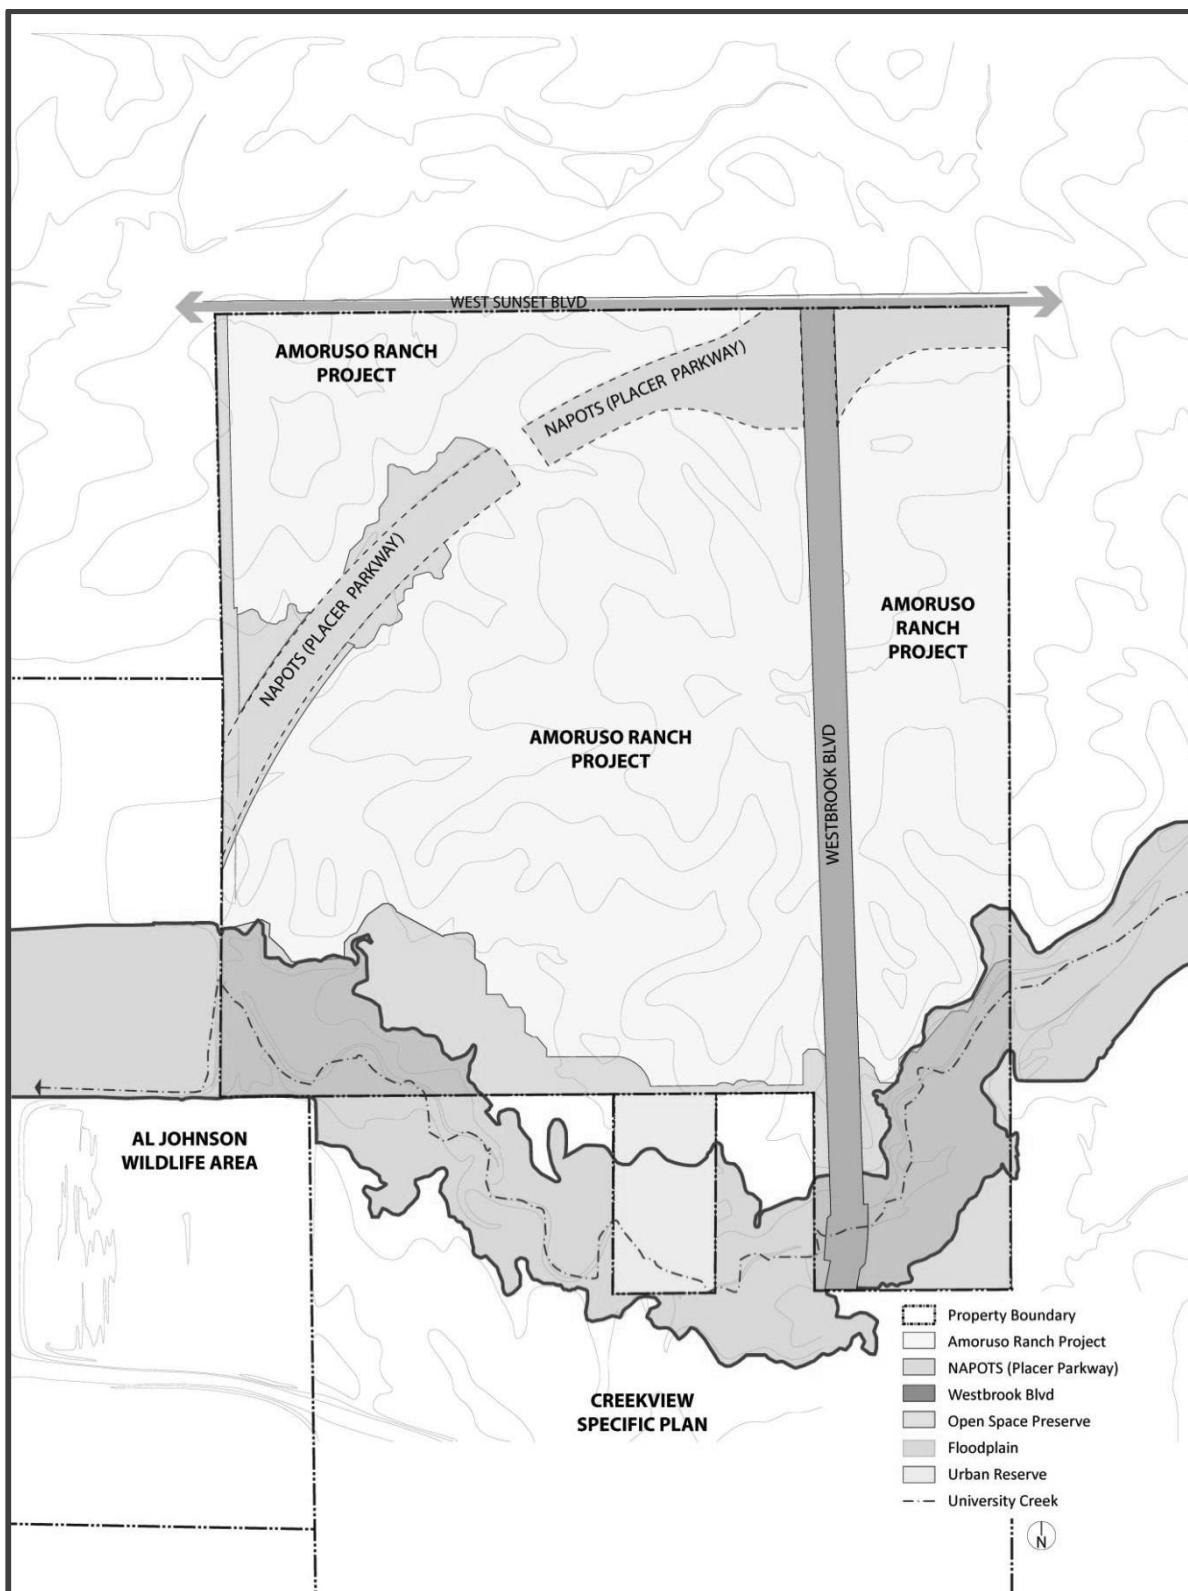 WEST SUNSET BLVD
AMORUSO RANCH
PROJECT
NAPOTS (PLACER PARKWAY)
NAPOTS (PLACER PARKWAY)
AMORUSO
RANCH
PROJECT
AMORUSO RANCH
PROJECT
WESTBROOK BLVD
AL JOHNSON
WILDLIFE AREA
CREEKVIEW
SPECIFIC PLAN
Property Boundary
Amoruso Ranch Project
NAPOTS (Placer Parkway)
Westbrook Blvd
Open Space Preserve
Floodplain
Urban Reserve
University Creek
N